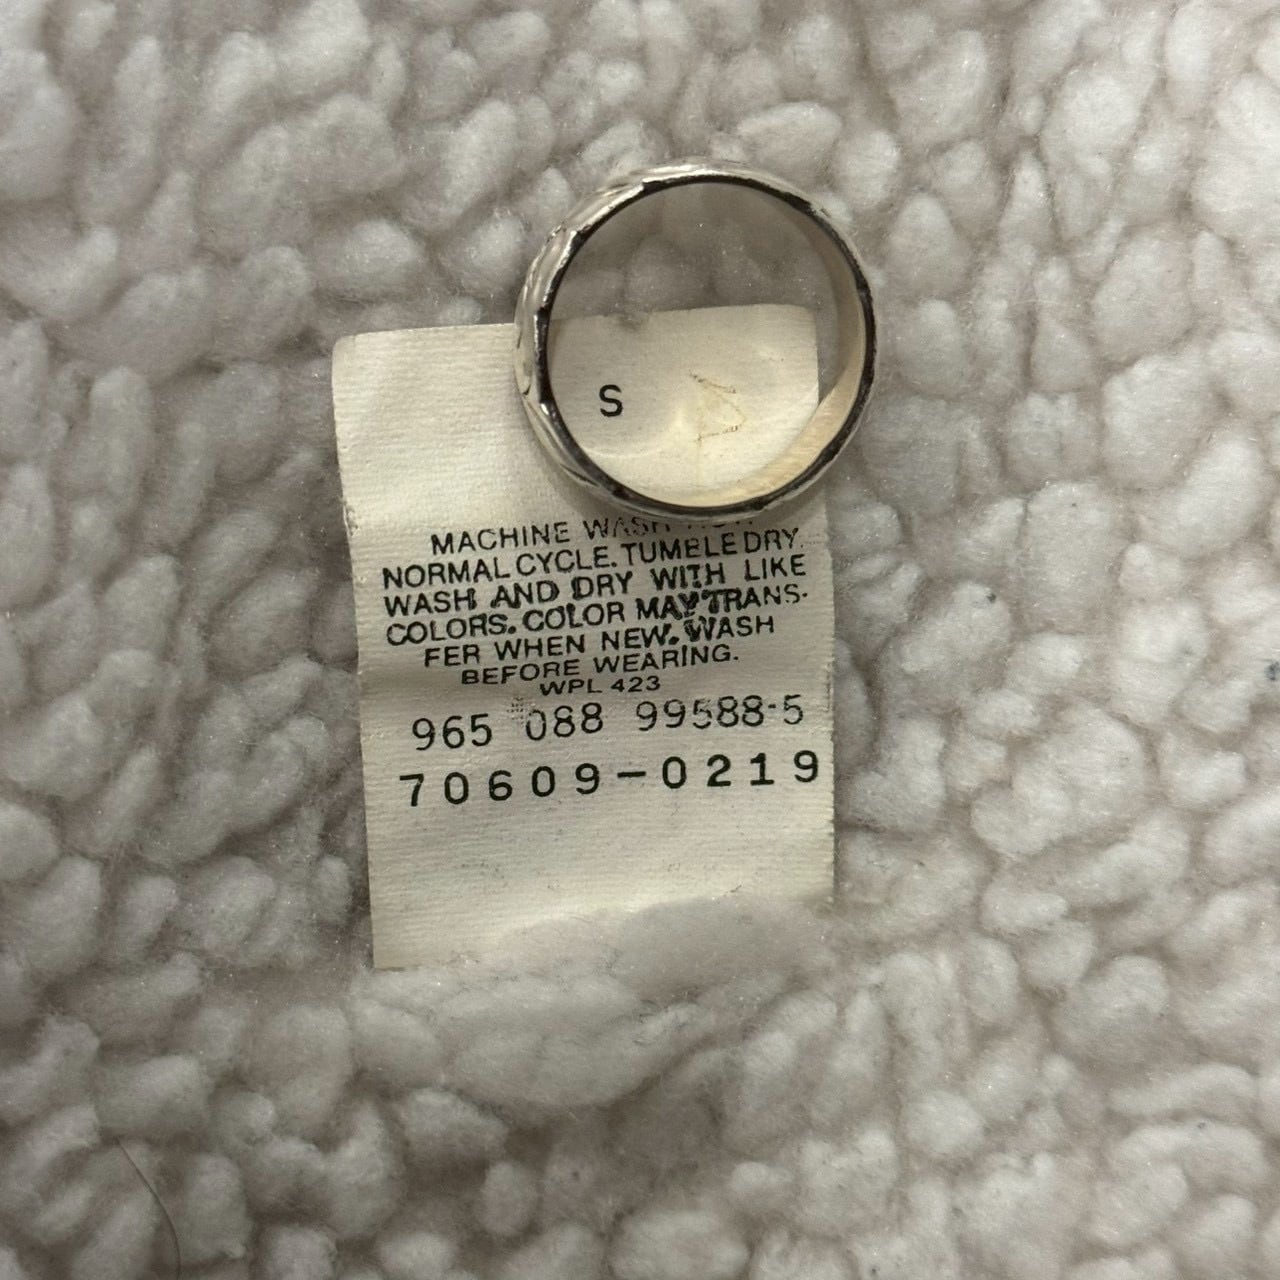 S
MACHINE WASH
NORMAL CYCLE. TUMBLE DRY.
WASH AND DRY WITH LIKE
COLORS. COLOR MAY TRANS-
FER WHEN NEW. WASH
BEFORE WEARING.
WPL 423
965 088 99588-5
70609-0219